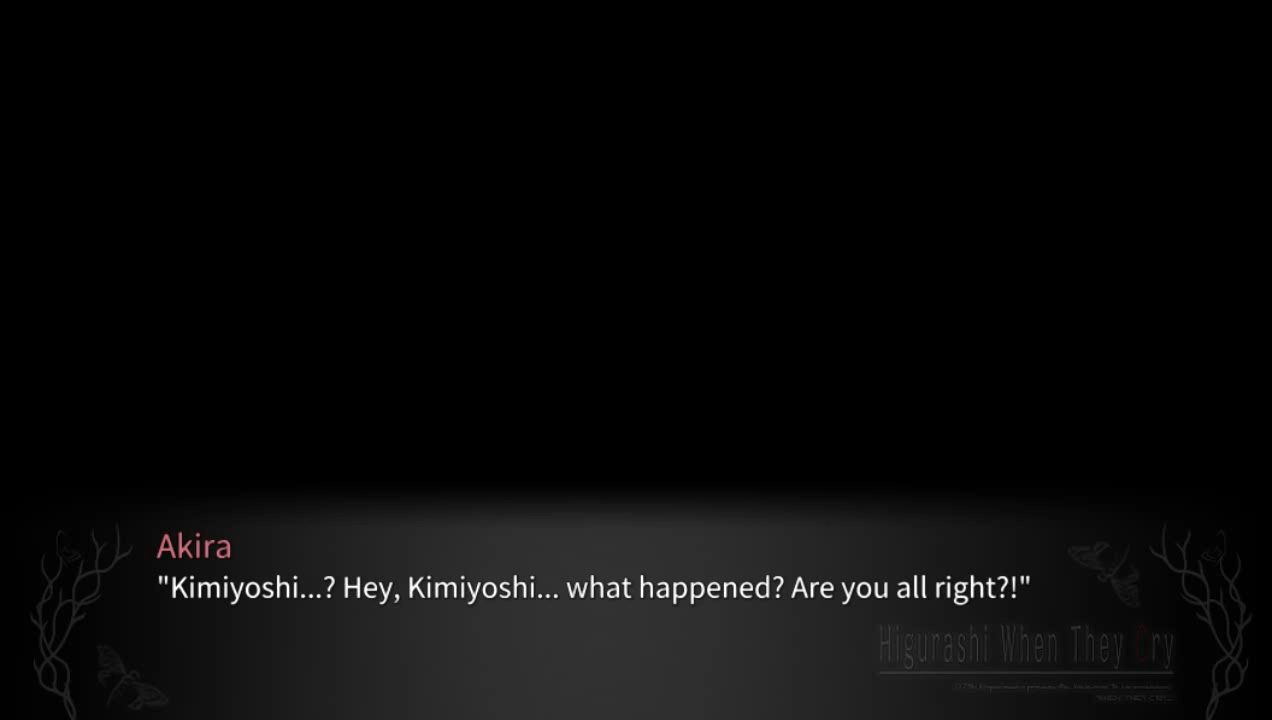 Akira
"Kimiyoshi...? Hey, Kimiyoshi... what happened? Are you all right?!"
Higurashi When They Cry